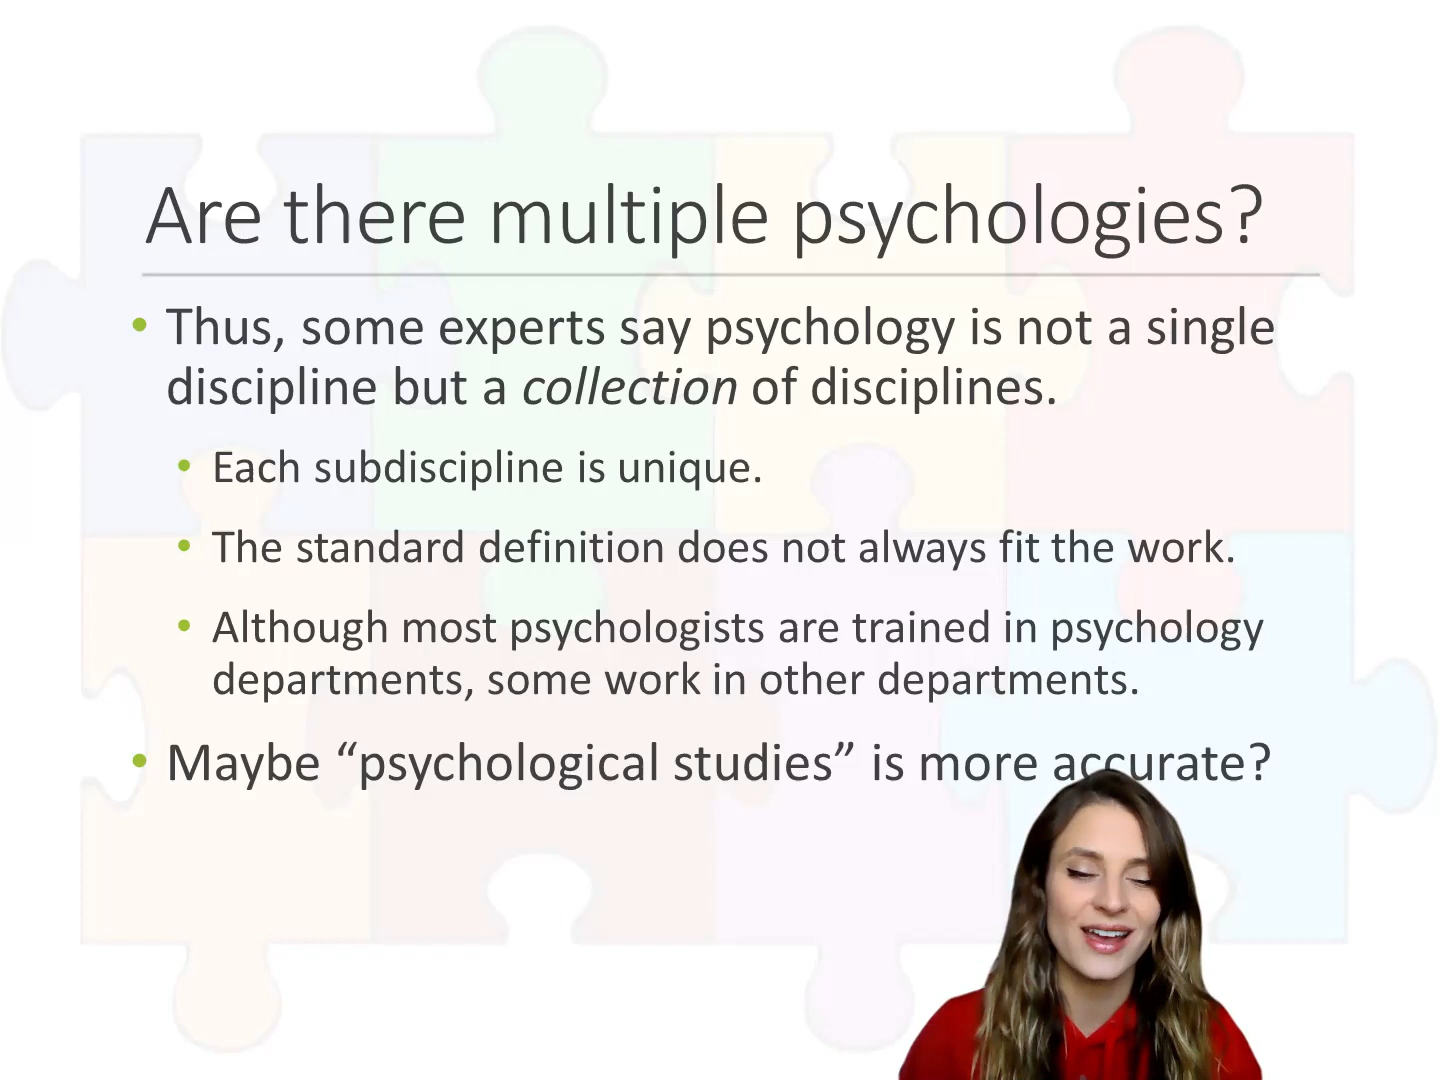 Are there multiple psychologies?
• Thus, some experts say psychology is not a single
discipline but a collection of disciplines.
• Each subdiscipline is unique.
• The standard definition does not always fit the work.
• Although most psychologists are trained in psychology
departments, some work in other departments.
• Maybe “psychological studies” is more accurate?